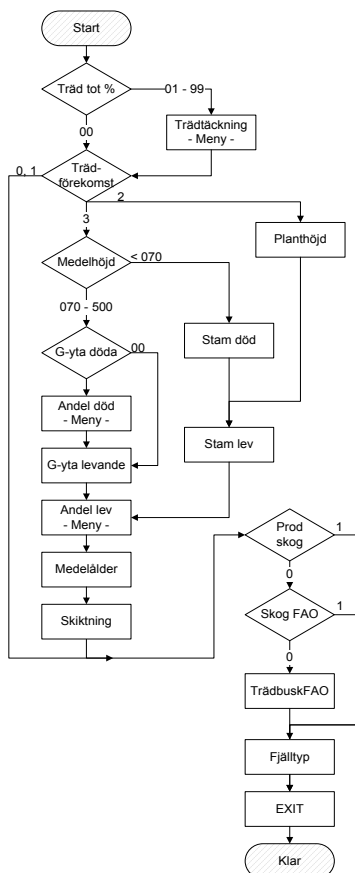 Start
Träd tot %
01 - 99
00
Trädtäckning
- Meny -
0, 1
Träd-
förekomst
2
3
Planthöjd
Medelhöjd
< 070
070 - 500
Stam död
G-yta döda
00
Andel död
- Meny -
Stam lev
G-yta levande
Andel lev
- Meny -
Prod
skog
1
0
Medelålder
Skog FAO
1
Skiktning
0
TrädbuskFAO
Fjälltyp
EXIT
Klar